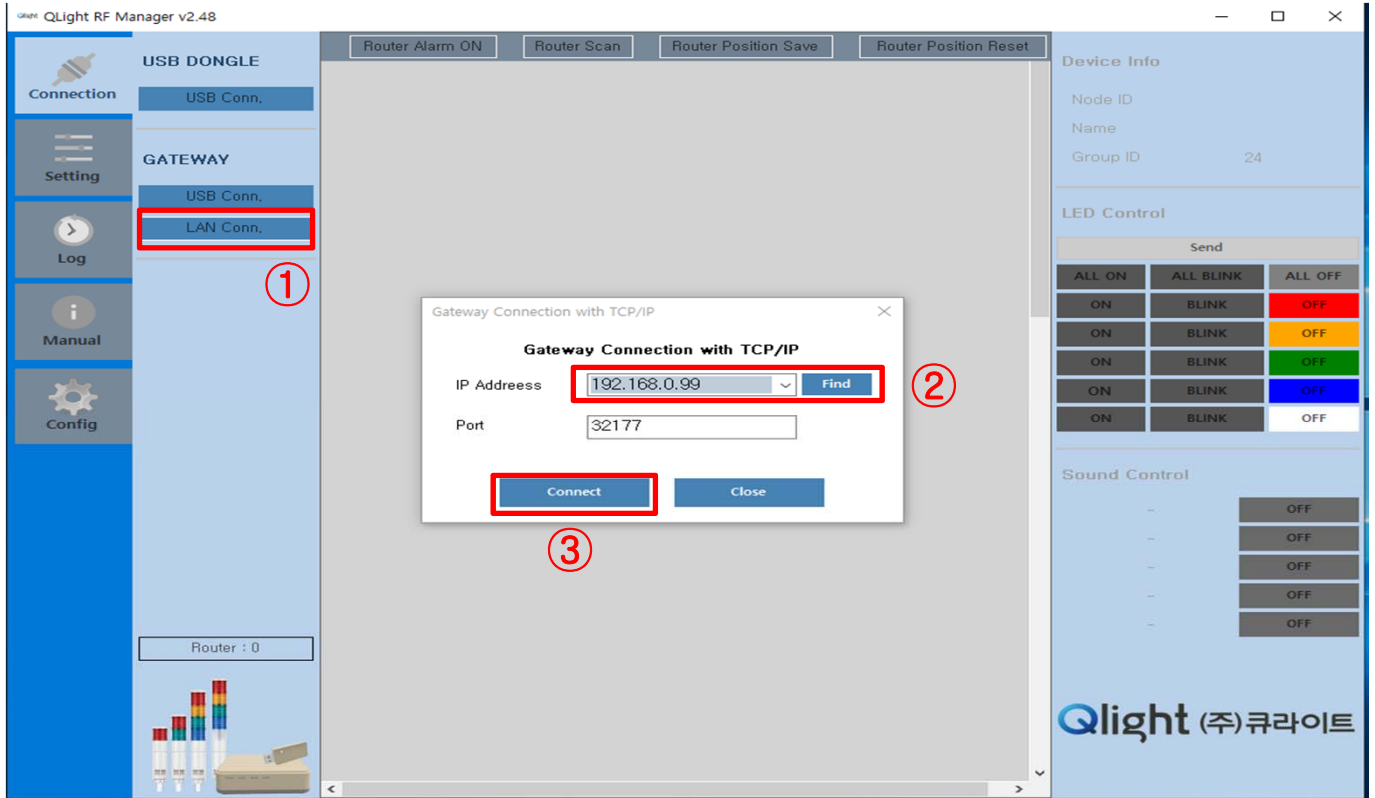 Qlight QLight RF Manager v2.48
Connection
Setting
Log
Manual
Config
USB DONGLE
USB Conn,
GATEWAY
USB Conn,
LAN Conn,
①
Router : 0
Router Alarm ON
Router Scan
Router Position Save
Router Position Reset
Gateway Connection with TCP/IP
Gateway Connection with TCP/IP
IP Addreess 192.168.0.99 Find
②
Port 32177
Connect Close
③
Device Info
Node ID
Name
Group ID 24
LED Control
Send
ALL ON ALL BLINK ALL OFF
ON BLINK OFF
ON BLINK OFF
ON BLINK OFF
ON BLINK OFF
ON BLINK OFF
Sound Control
- OFF
- OFF
- OFF
- OFF
- OFF
Qlight (주)큐라이트